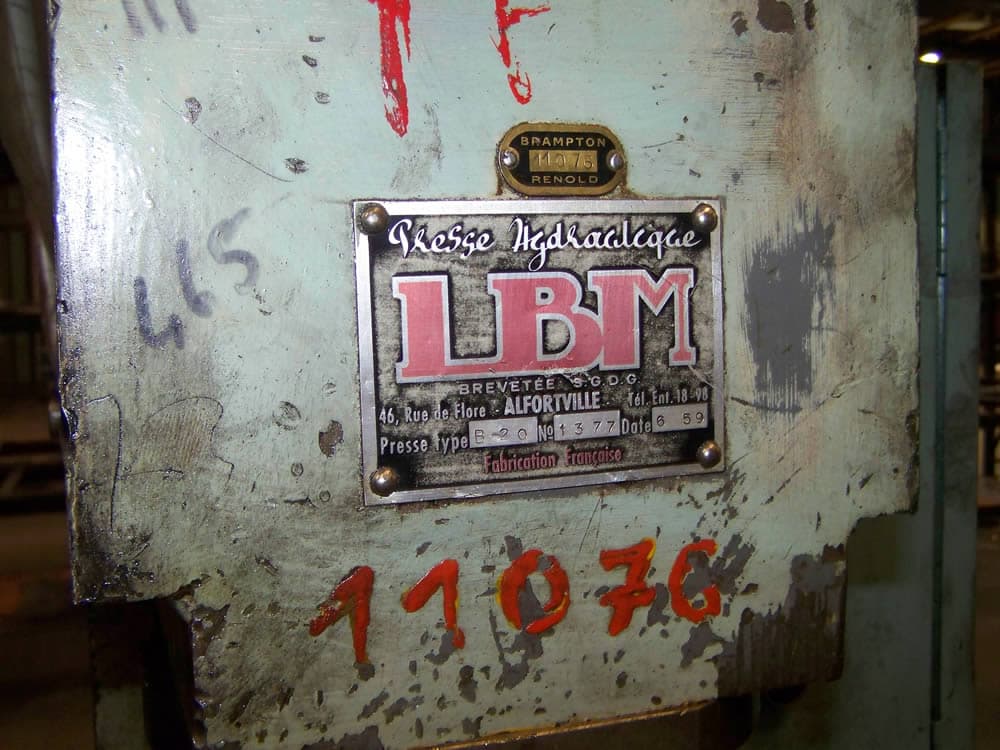 BRAMPTON
11076
RENOLD
Presse Hydraulique
LBM
BREVETÉE S.G.D.G.
46, Rue de Flore - ALFORTVILLE - Tél. Ent. 18-98
Presse type B-20 No 1377 Date 6 59
Fabrication Française
465
11076